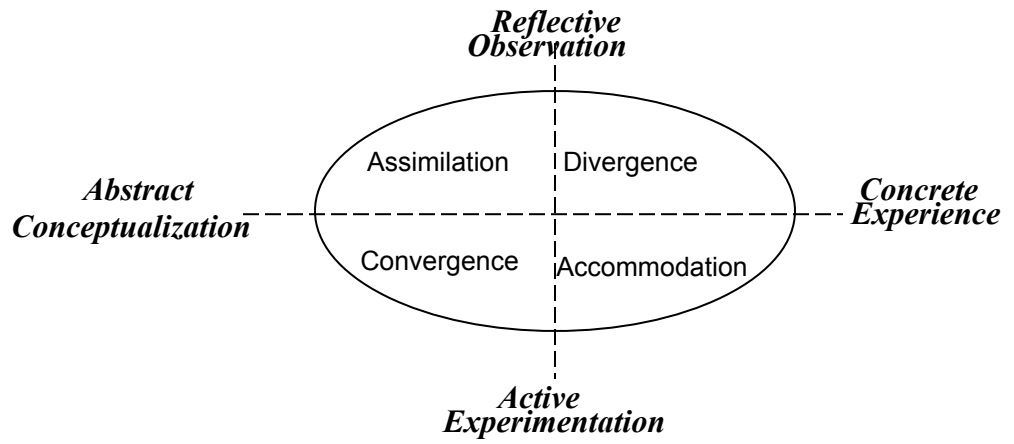 Reflective
Observation
Assimilation
Divergence
Abstract
Conceptualization
Concrete
Experience
Convergence
Accommodation
Active
Experimentation